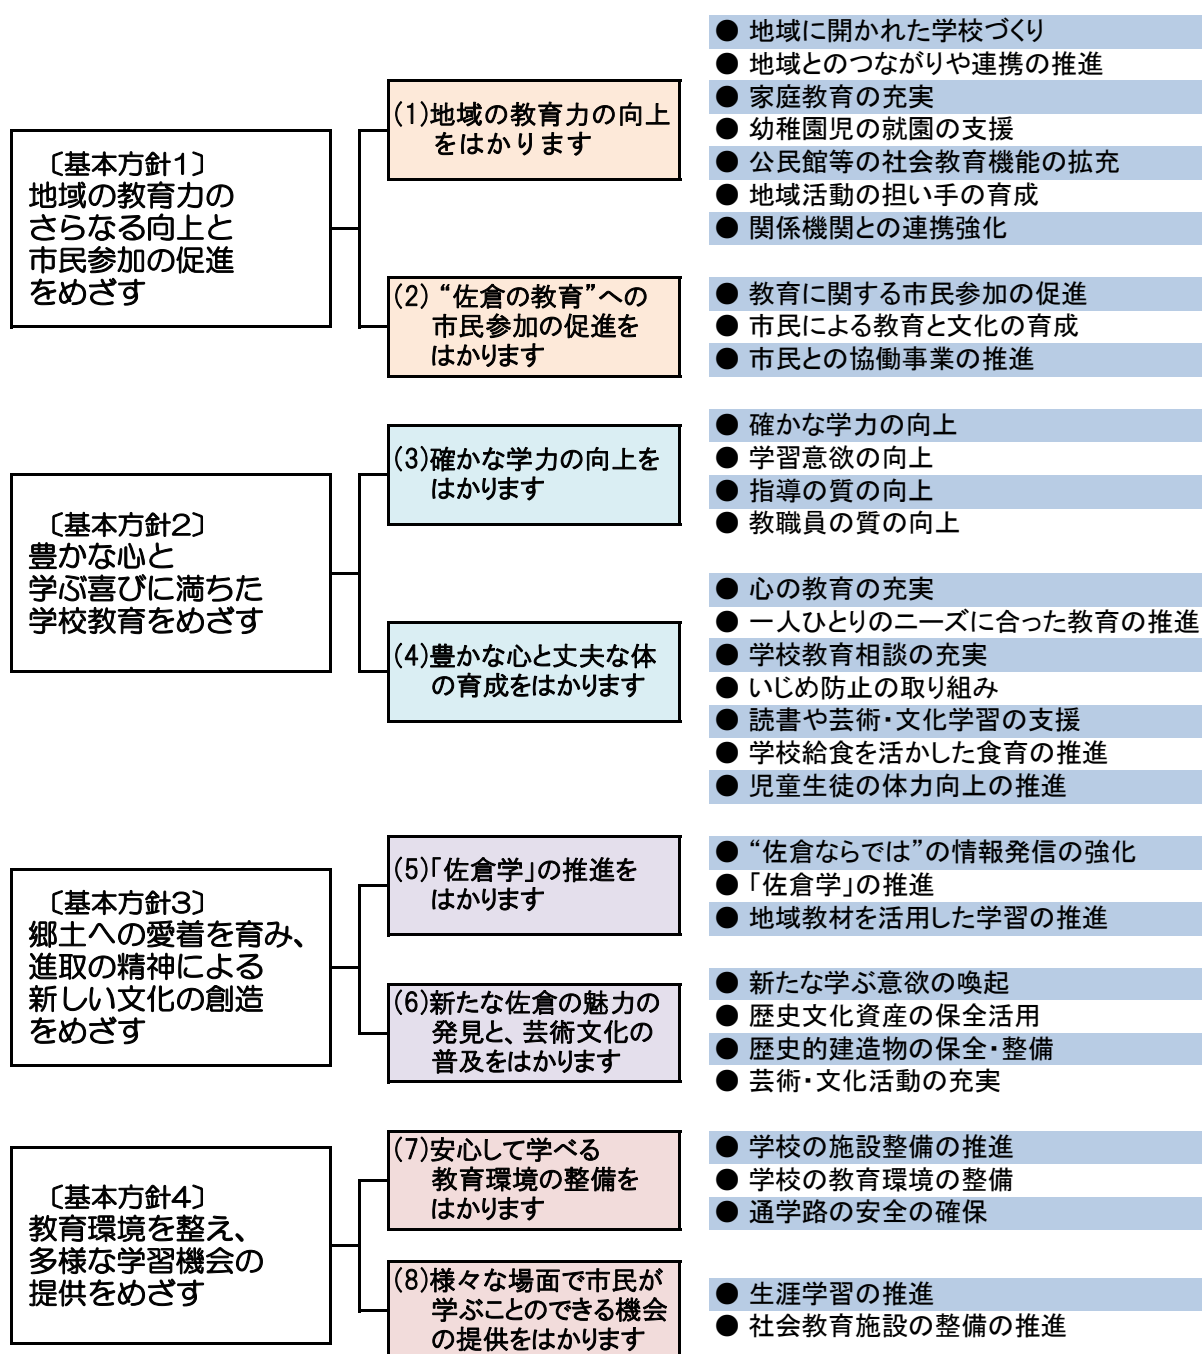 〔基本方針1〕
地域の教育力の
さらなる向上と
市民参加の促進
をめざす
(1)地域の教育力の向上
をはかります
● 地域に開かれた学校づくり
● 地域とのつながりや連携の推進
● 家庭教育の充実
● 幼稚園児の就園の支援
● 公民館等の社会教育機能の拡充
● 地域活動の担い手の育成
● 関係機関との連携強化
(2)“佐倉の教育”への
市民参加の促進を
はかります
● 教育に関する市民参加の促進
● 市民による教育と文化の育成
● 市民との協働事業の推進
〔基本方針2〕
豊かな心と
学ぶ喜びに満ちた
学校教育をめざす
(3)確かな学力の向上を
はかります
● 確かな学力の向上
● 学習意欲の向上
● 指導の質の向上
● 教職員の質の向上
(4)豊かな心と丈夫な体
の育成をはかります
● 心の教育の充実
● 一人ひとりのニーズに合った教育の推進
● 学校教育相談の充実
● いじめ防止の取り組み
● 読書や芸術・文化学習の支援
● 学校給食を活かした食育の推進
● 児童生徒の体力向上の推進
〔基本方針3〕
郷土への愛着を育み、
進取の精神による
新しい文化の創造
をめざす
(5)「佐倉学」の推進を
はかります
● “佐倉ならでは”の情報発信の強化
● 「佐倉学」の推進
● 地域教材を活用した学習の推進
(6)新たな佐倉の魅力の
発見と、芸術文化の
普及をはかります
● 新たな学ぶ意欲の喚起
● 歴史文化資産の保全活用
● 歴史的建造物の保全・整備
● 芸術・文化活動の充実
〔基本方針4〕
教育環境を整え、
多様な学習機会の
提供をめざす
(7)安心して学べる
教育環境の整備を
はかります
● 学校の施設整備の推進
● 学校の教育環境の整備
● 通学路の安全の確保
(8)様々な場面で市民が
学ぶことのできる機会
の提供をはかります
● 生涯学習の推進
● 社会教育施設の整備の推進